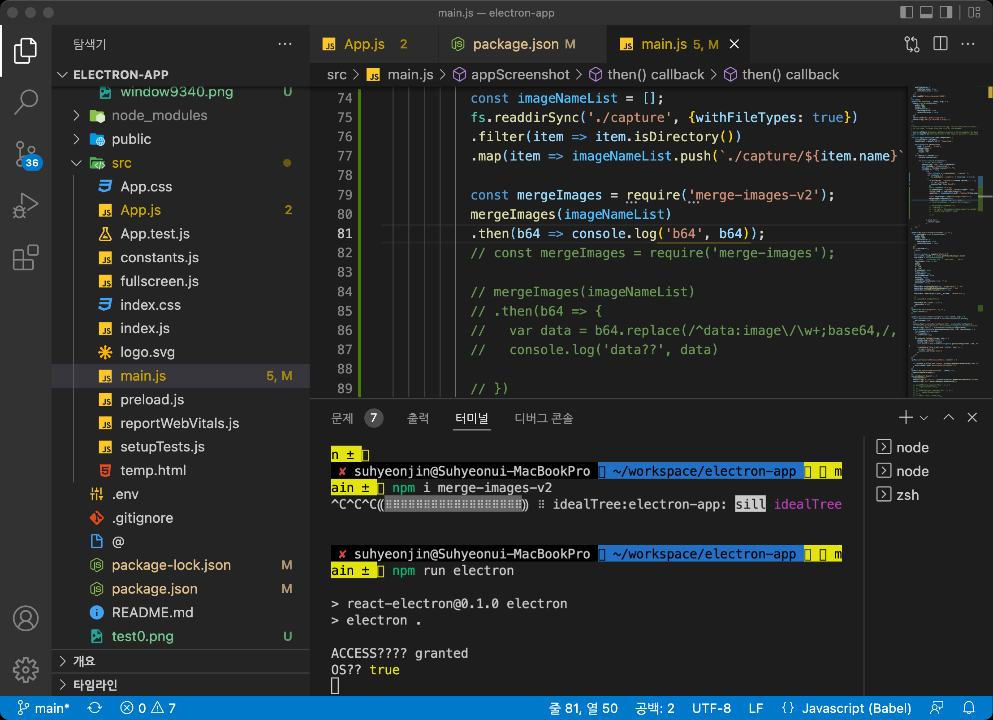 main.js — electron-app
탐색기
ELECTRON-APP
window9340.png U
node_modules
public
src
App.css
App.js 2
App.test.js
constants.js
fullscreen.js
index.css
index.js
logo.svg
main.js 5, M
preload.js
reportWebVitals.js
setupTests.js
temp.html
.env
.gitignore
@
package-lock.json M
package.json M
README.md
test0.png U
개요
타임라인
36
App.js 2
package.json M
main.js 5, M
src > main.js > appScreenshot > then() callback > then() callback
74 const imageNameList = [];
75 fs.readdirSync('./capture', {withFileTypes: true})
76 .filter(item => item.isDirectory())
77 .map(item => imageNameList.push(`./capture/${item.name}`
78
79 const mergeImages = require('merge-images-v2');
80 mergeImages(imageNameList)
81 .then(b64 => console.log('b64', b64));
82 // const mergeImages = require('merge-images');
83
84 // mergeImages(imageNameList)
85 // .then(b64 => {
86 //   var data = b64.replace(/^data:image\/\w+;base64,/,
87 //   console.log('data??', data)
88
89 // })
문제 7 출력 터미널 디버그 콘솔
n ±
✘ suhyeonjin@Suhyeonui-MacBookPro ~/workspace/electron-app m
ain ± npm i merge-images-v2
^C^C^C(⠿⠿⠿⠿⠿⠿⠿⠿⠿⠿⠿⠿⠿⠿⠿⠿⠿⠿) ⠿ idealTree:electron-app: sill idealTree
✘ suhyeonjin@Suhyeonui-MacBookPro ~/workspace/electron-app m
ain ± npm run electron
> react-electron@0.1.0 electron
> electron .
ACCESS???? granted
OS?? true
node
node
zsh
main* 0 7 줄 81, 열 50 공백: 2 UTF-8 LF {} Javascript (Babel)